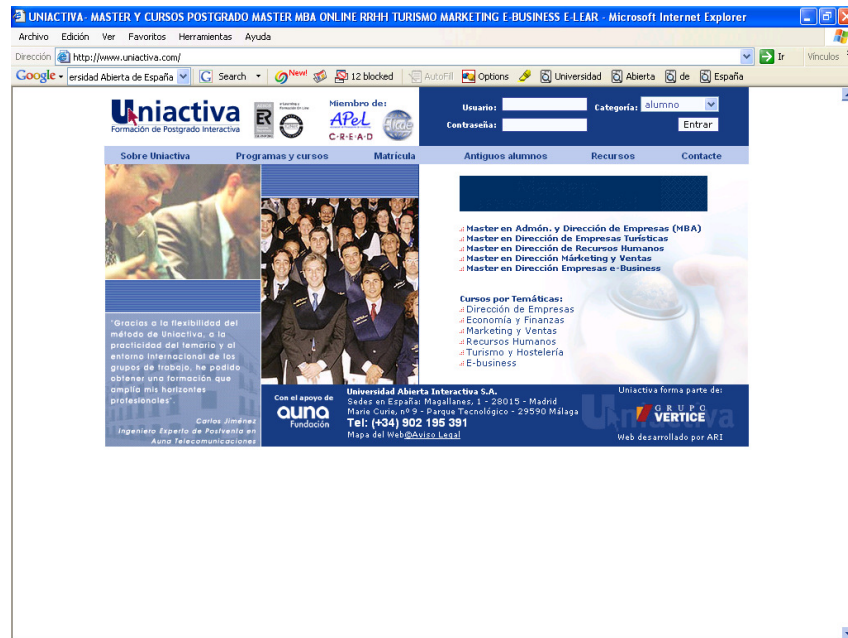 UNIACTIVA- MASTER Y CURSOS POSTGRADO MASTER MBA ONLINE RRHH TURISMO MARKETING E-BUSINESS E-LEAR - Microsoft Internet Explorer
Archivo Edición Ver Favoritos Herramientas Ayuda
Dirección http://www.uniactiva.com/ Ir Vínculos
Google ersidad Abierta de España Search New! 12 blocked AutoFill Options Universidad Abierta de España
Uniactiva
Formación de Postgrado Interactiva
ER
Miembro de:
APeL
C-R-E-A-D
Usuario: Categoría: alumno
Contraseña: Entrar
Sobre Uniactiva Programas y cursos Matrícula Antiguos alumnos Recursos Contacte
Master en Admón. y Dirección de Empresas (MBA)
Master en Dirección de Empresas Turísticas
Master en Dirección de Recursos Humanos
Master en Dirección Márketing y Ventas
Master en Dirección Empresas e-Business
Cursos por Temáticas:
Dirección de Empresas
Economía y Finanzas
Marketing y Ventas
Recursos Humanos
Turismo y Hostelería
E-business
"Gracias a la flexibilidad del
método de Uniactiva, a la
practicidad del temario y al
entorno internacional de los
grupos de trabajo, he podido
obtener una formación que
amplía mis horizontes
profesionales".
Carlos Jiménez
Ingeniero Experto de Postventa en
Auna Telecomunicaciones
Con el apoyo de
auna
Fundación
Universidad Abierta Interactiva S.A.
Sedes en España: Magallanes, 1 - 28015 - Madrid
Marie Curie, nº 9 - Parque Tecnológico - 29590 Málaga
Tel: (+34) 902 195 391
Mapa del Web@Aviso Legal
Uniactiva forma parte de:
Uniactiva
GRUPO
VERTICE
Web desarrollado por ARI